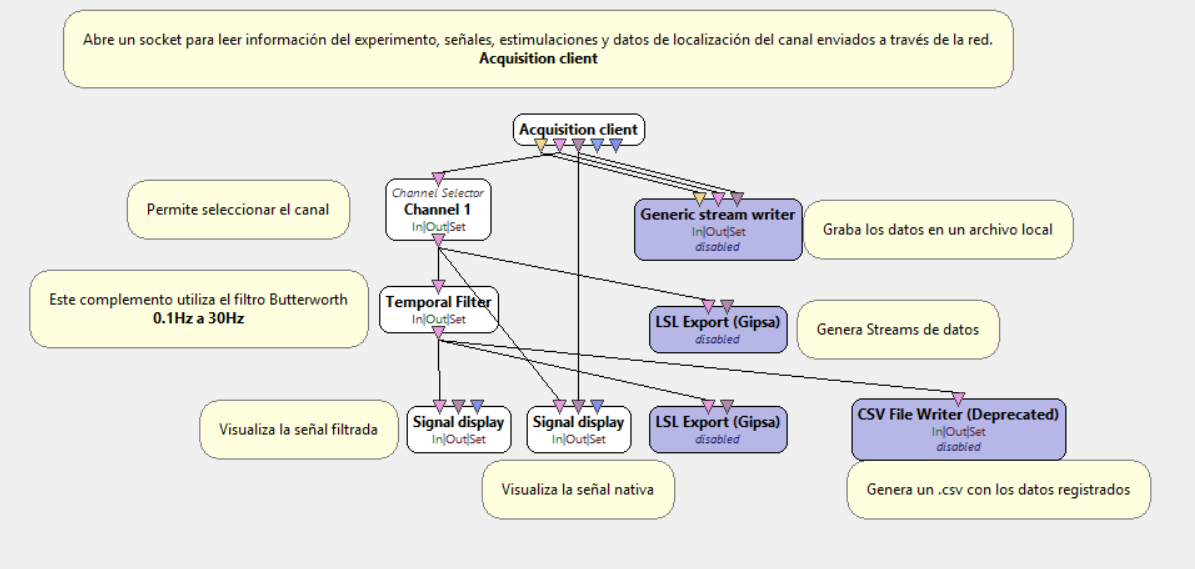 Abre un socket para leer información del experimento, señales, estimulaciones y datos de localización del canal enviados a través de la red.
Acquisition client
Acquisition client
Permite seleccionar el canal
Channel Selector
Channel 1
In|Out|Set
Generic stream writer
In|Out|Set
disabled
Graba los datos en un archivo local
Este complemento utiliza el filtro Butterworth
0.1Hz a 30Hz
Temporal Filter
In|Out|Set
LSL Export (Gipsa)
disabled
Genera Streams de datos
Visualiza la señal filtrada
Signal display
In|Out|Set
Signal display
In|Out|Set
LSL Export (Gipsa)
disabled
CSV File Writer (Deprecated)
In|Out|Set
disabled
Visualiza la señal nativa
Genera un .csv con los datos registrados